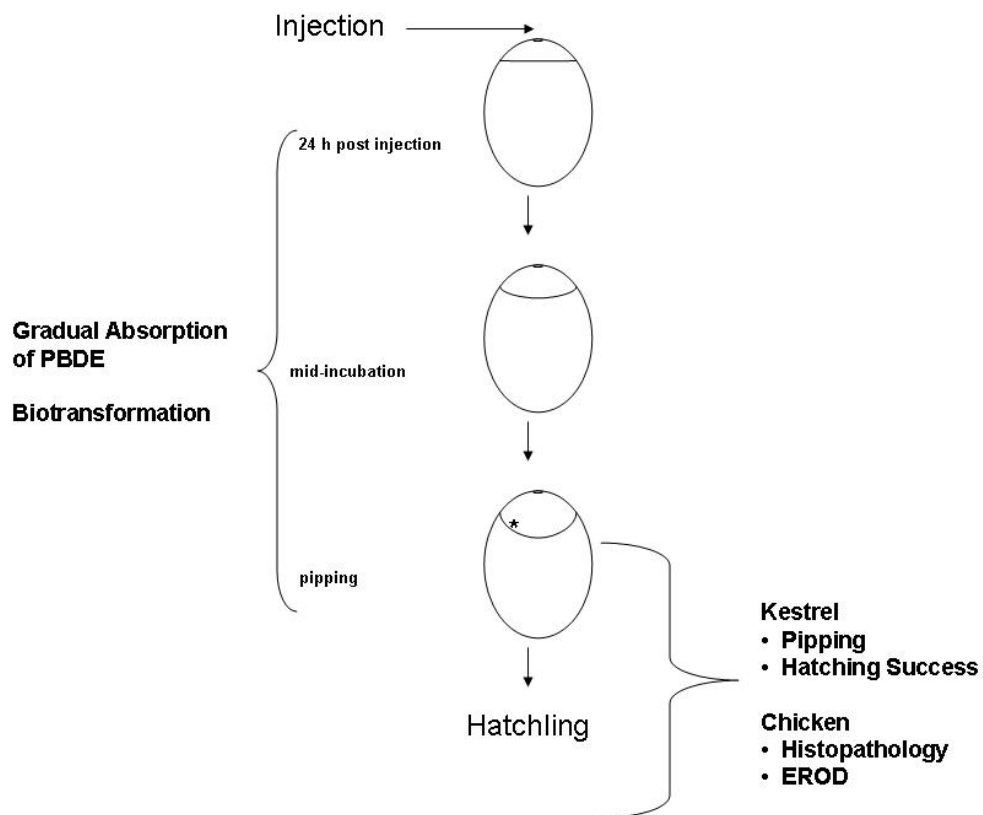 Injection
24 h post injection
Gradual Absorption
of PBDE
Biotransformation
mid-incubation
*
pipping
Hatchling
Kestrel
• Pipping
• Hatching Success
Chicken
• Histopathology
• EROD